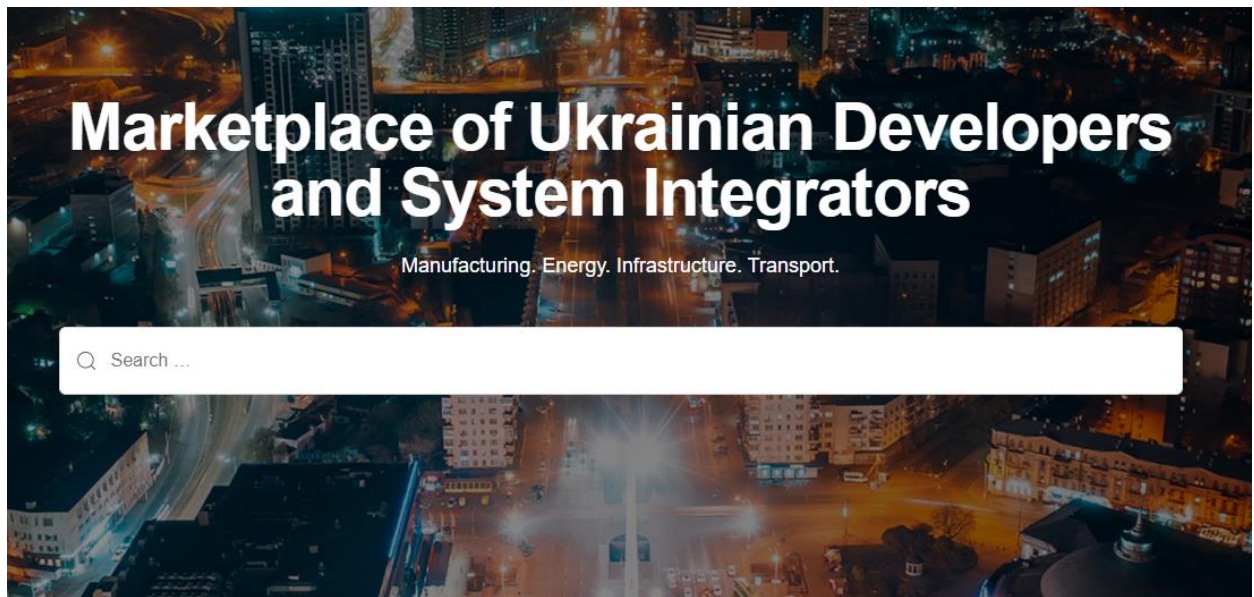 Marketplace of Ukrainian Developers
and System Integrators
Manufacturing. Energy. Infrastructure. Transport.
Search ...